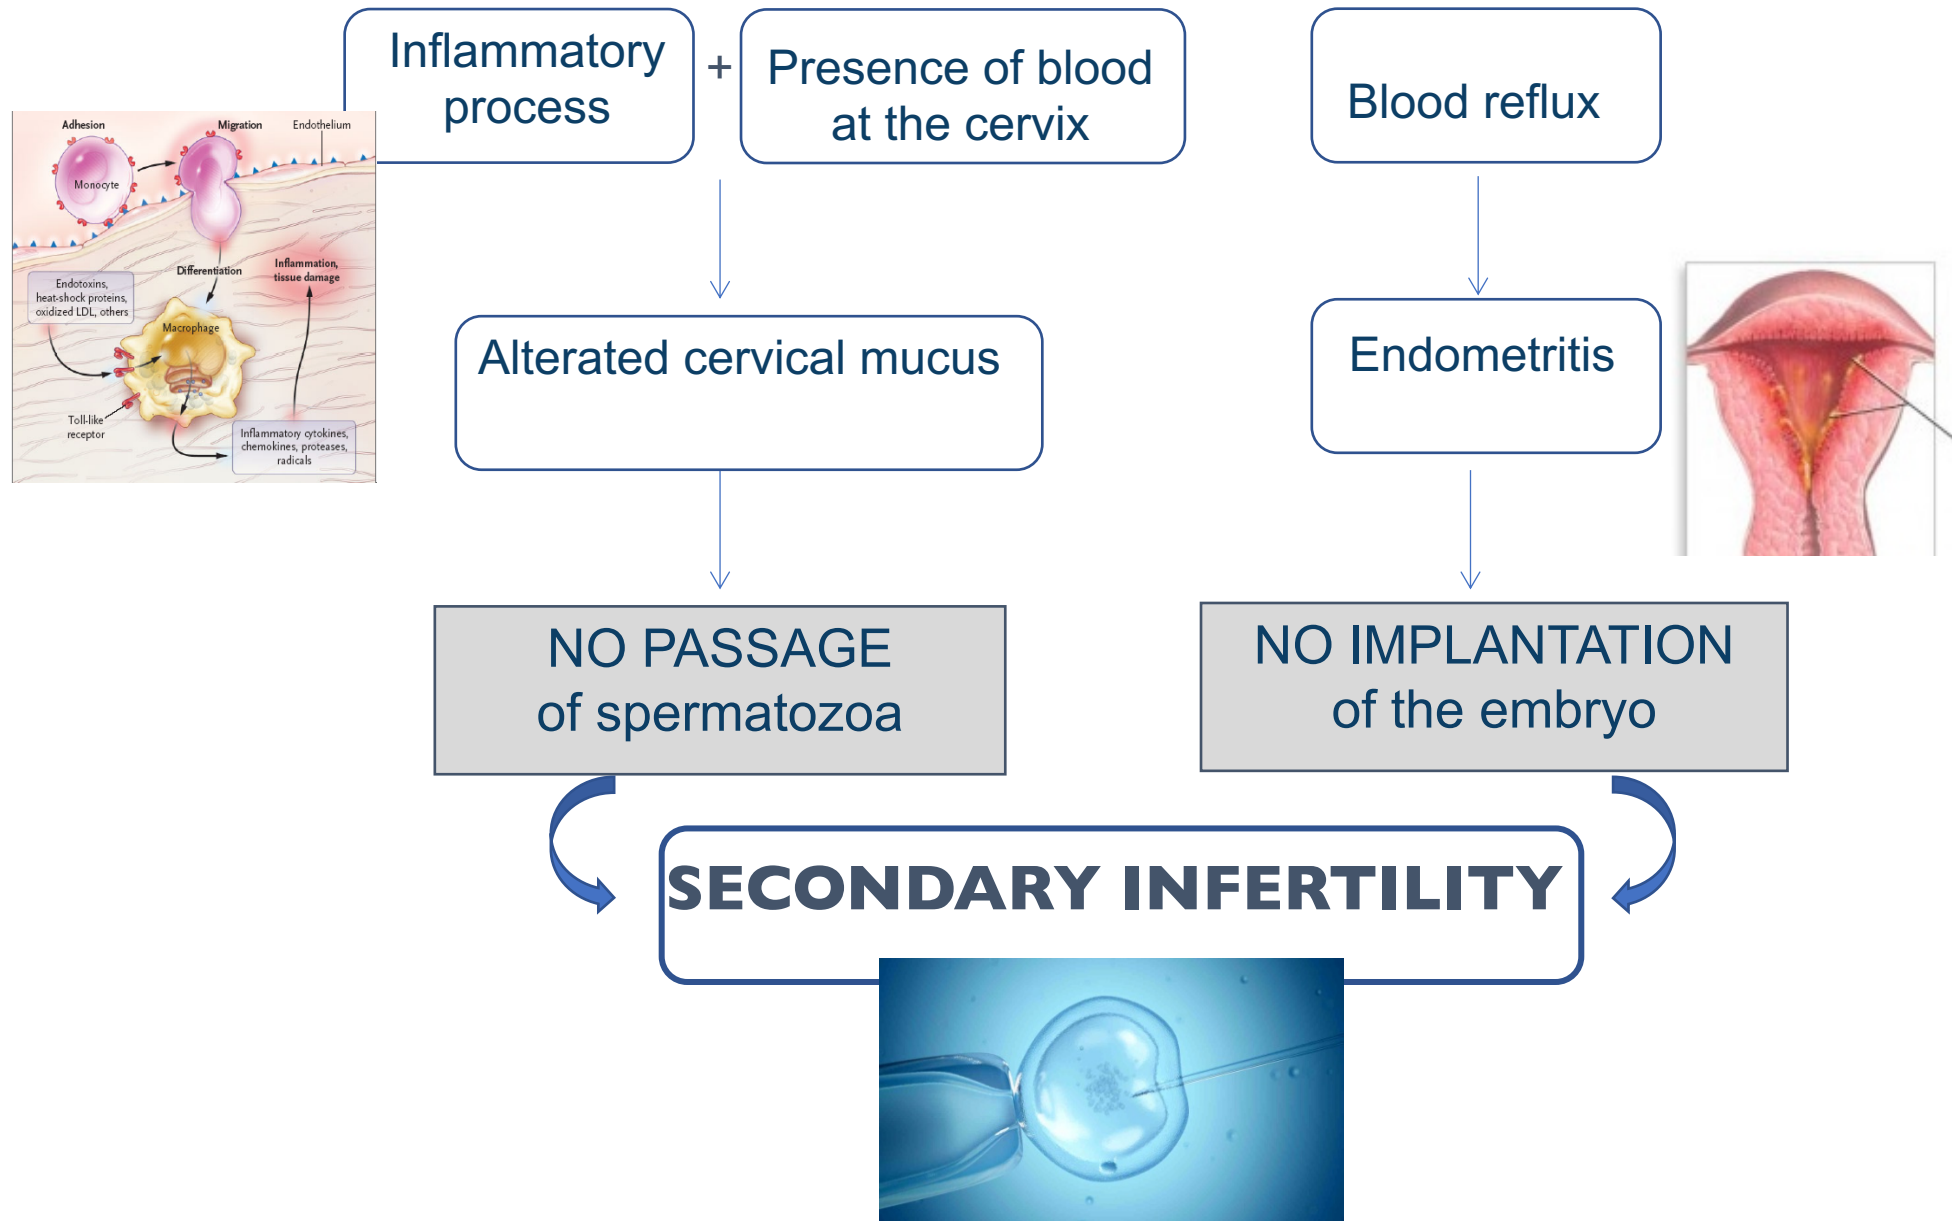 Inflammatory
process
+
Presence of blood
at the cervix
Blood reflux
Adhesion
Migration
Endothelium
Monocyte
Differentiation
Inflammation,
tissue damage
Endotoxins,
heat-shock proteins,
oxidized LDL, others
Macrophage
Toll-like
receptor
Inflammatory cytokines,
chemokines, proteases,
radicals
Alterated cervical mucus
Endometritis
NO PASSAGE
of spermatozoa
NO IMPLANTATION
of the embryo
SECONDARY INFERTILITY